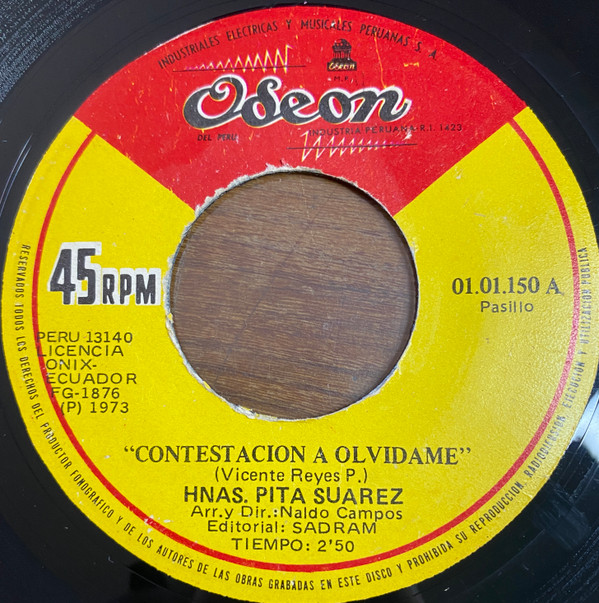 INDUSTRIALES ELECTRICAS Y MUSICALES PERUANAS S. A.
Odeon
M.R.
Odeon
DEL PERU
INDUSTRIA PERUANA R.I. 1423
45 RPM
01.01.150 A
Pasillo
PERU 13140
LICENCIA
ONIX-
ECUADOR
FG-1876
(P) 1973
"CONTESTACION A OLVIDAME"
(Vicente Reyes P.)
HNAS. PITA SUAREZ
Arr.y Dir.:Naldo Campos
Editorial: SADRAM
TIEMPO: 2'50
RESERVADOS TODOS LOS DERECHOS DEL PRODUCTOR FONOGRAFICO Y DE LOS AUTORES DE LAS OBRAS GRABADAS EN ESTE DISCO Y PROHIBIDA SU REPRODUCCION, RADIODIFUSION, EJECUCION Y UTILIZACION PUBLICA